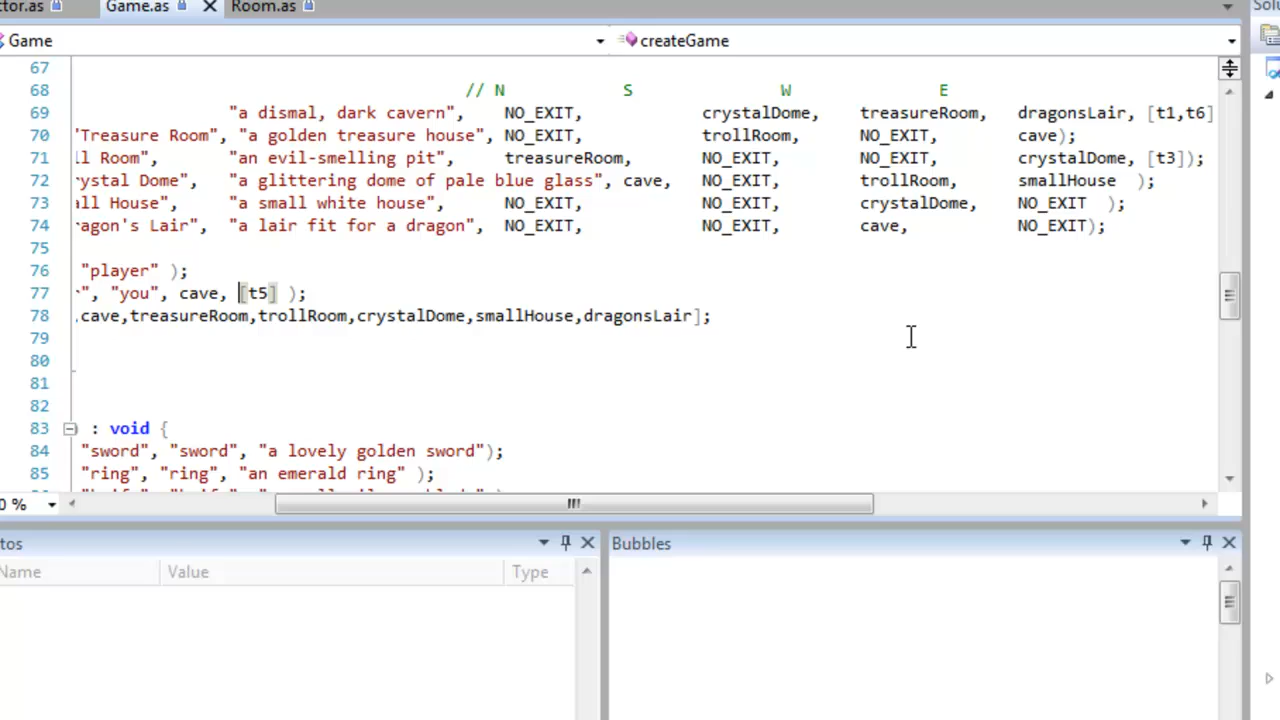 ctor.as Game.as Room.as Solu
Game createGame
67
68 // N S W E
69 "a dismal, dark cavern", NO_EXIT, crystalDome, treasureRoom, dragonsLair, [t1,t6]
70 "Treasure Room", "a golden treasure house", NO_EXIT, trollRoom, NO_EXIT, cave);
71 ll Room", "an evil-smelling pit", treasureRoom, NO_EXIT, NO_EXIT, crystalDome, [t3]);
72 rystal Dome", "a glittering dome of pale blue glass", cave, NO_EXIT, trollRoom, smallHouse );
73 all House", "a small white house", NO_EXIT, NO_EXIT, crystalDome, NO_EXIT );
74 ragon's Lair", "a lair fit for a dragon", NO_EXIT, NO_EXIT, cave, NO_EXIT);
75
76 "player" );
77 ", "you", cave, [t5] );
78 ,cave,treasureRoom,trollRoom,crystalDome,smallHouse,dragonsLair];
79
80
81
82
83 : void {
84 "sword", "sword", "a lovely golden sword");
85 "ring", "ring", "an emerald ring" );
0 %
tos Bubbles
Name Value Type